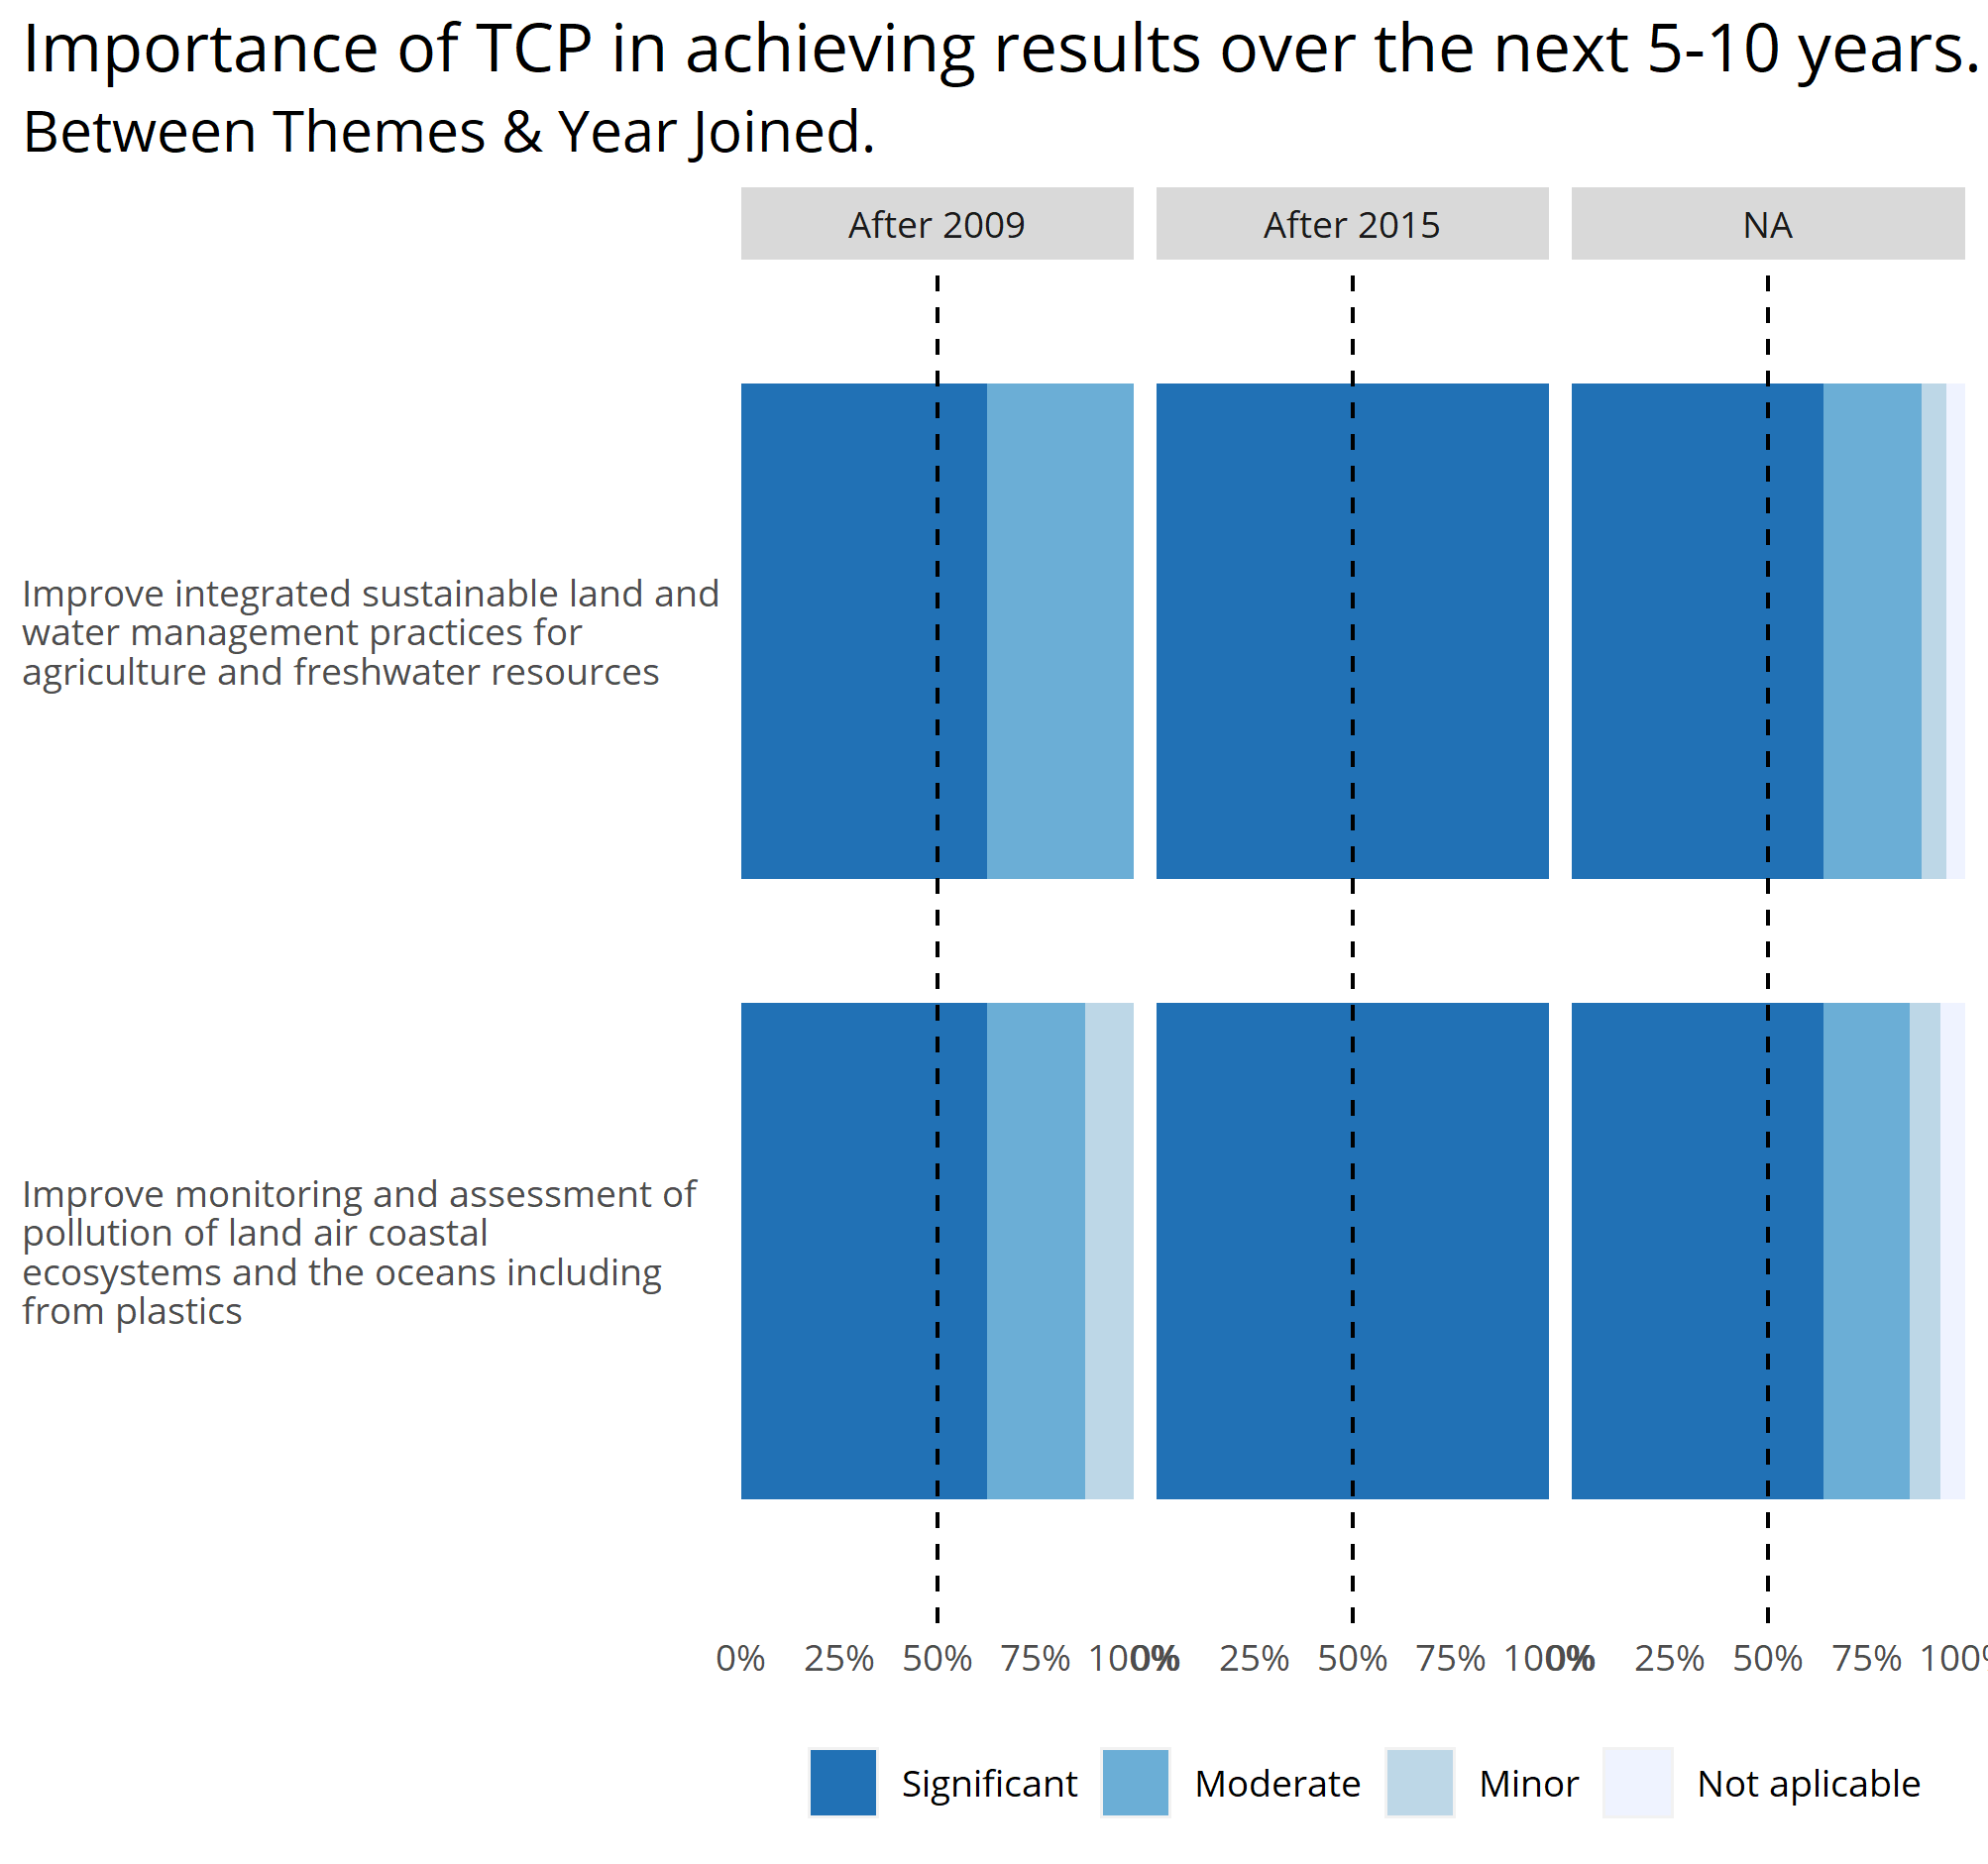 Importance of TCP in achieving results over the next 5-10 years.
Between Themes & Year Joined.
After 2009 After 2015 NA
Improve integrated sustainable land and
water management practices for
agriculture and freshwater resources
Improve monitoring and assessment of
pollution of land air coastal
ecosystems and the oceans including
from plastics
0% 25% 50% 75% 100% 0% 25% 50% 75% 100% 0% 25% 50% 75% 100%
Significant Moderate Minor Not aplicable